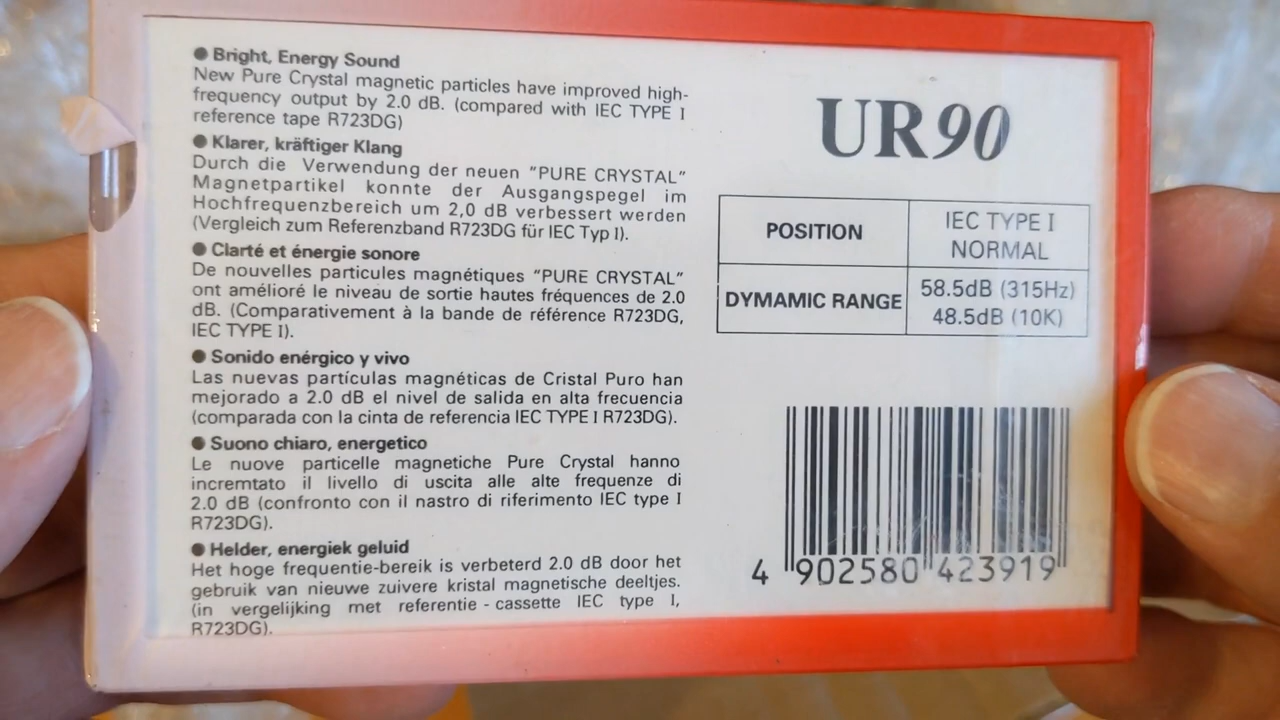 ● Bright, Energy Sound
New Pure Crystal magnetic particles have improved high-
frequency output by 2.0 dB. (compared with IEC TYPE I
reference tape R723DG)
● Klarer, kräftiger Klang
Durch die Verwendung der neuen "PURE CRYSTAL"
Magnetpartikel konnte der Ausgangspegel im
Hochfrequenzbereich um 2,0 dB verbessert werden
(Vergleich zum Referenzband R723DG für IEC Typ I).
● Clarté et énergie sonore
De nouvelles particules magnétiques "PURE CRYSTAL"
ont amélioré le niveau de sortie hautes fréquences de 2.0
dB. (Comparativement à la bande de référence R723DG,
IEC TYPE I).
● Sonido enérgico y vivo
Las nuevas partículas magnéticas de Cristal Puro han
mejorado a 2.0 dB el nivel de salida en alta frecuencia
(comparada con la cinta de referencia IEC TYPE I R723DG).
● Suono chiaro, energetico
Le nuove particelle magnetiche Pure Crystal hanno
incremtato il livello di uscita alle alte frequenze di
2.0 dB (confronto con il nastro di riferimento IEC type I
R723DG).
● Helder, energiek geluid
Het hoge frequentie-bereik is verbeterd 2.0 dB door het
gebruik van nieuwe zuivere kristal magnetische deeltjes.
(in vergelijking met referentie - cassette IEC type I,
R723DG).
UR90
POSITION
IEC TYPE I
NORMAL
DYMAMIC RANGE
58.5dB (315Hz)
48.5dB (10K)
4 902580 423919